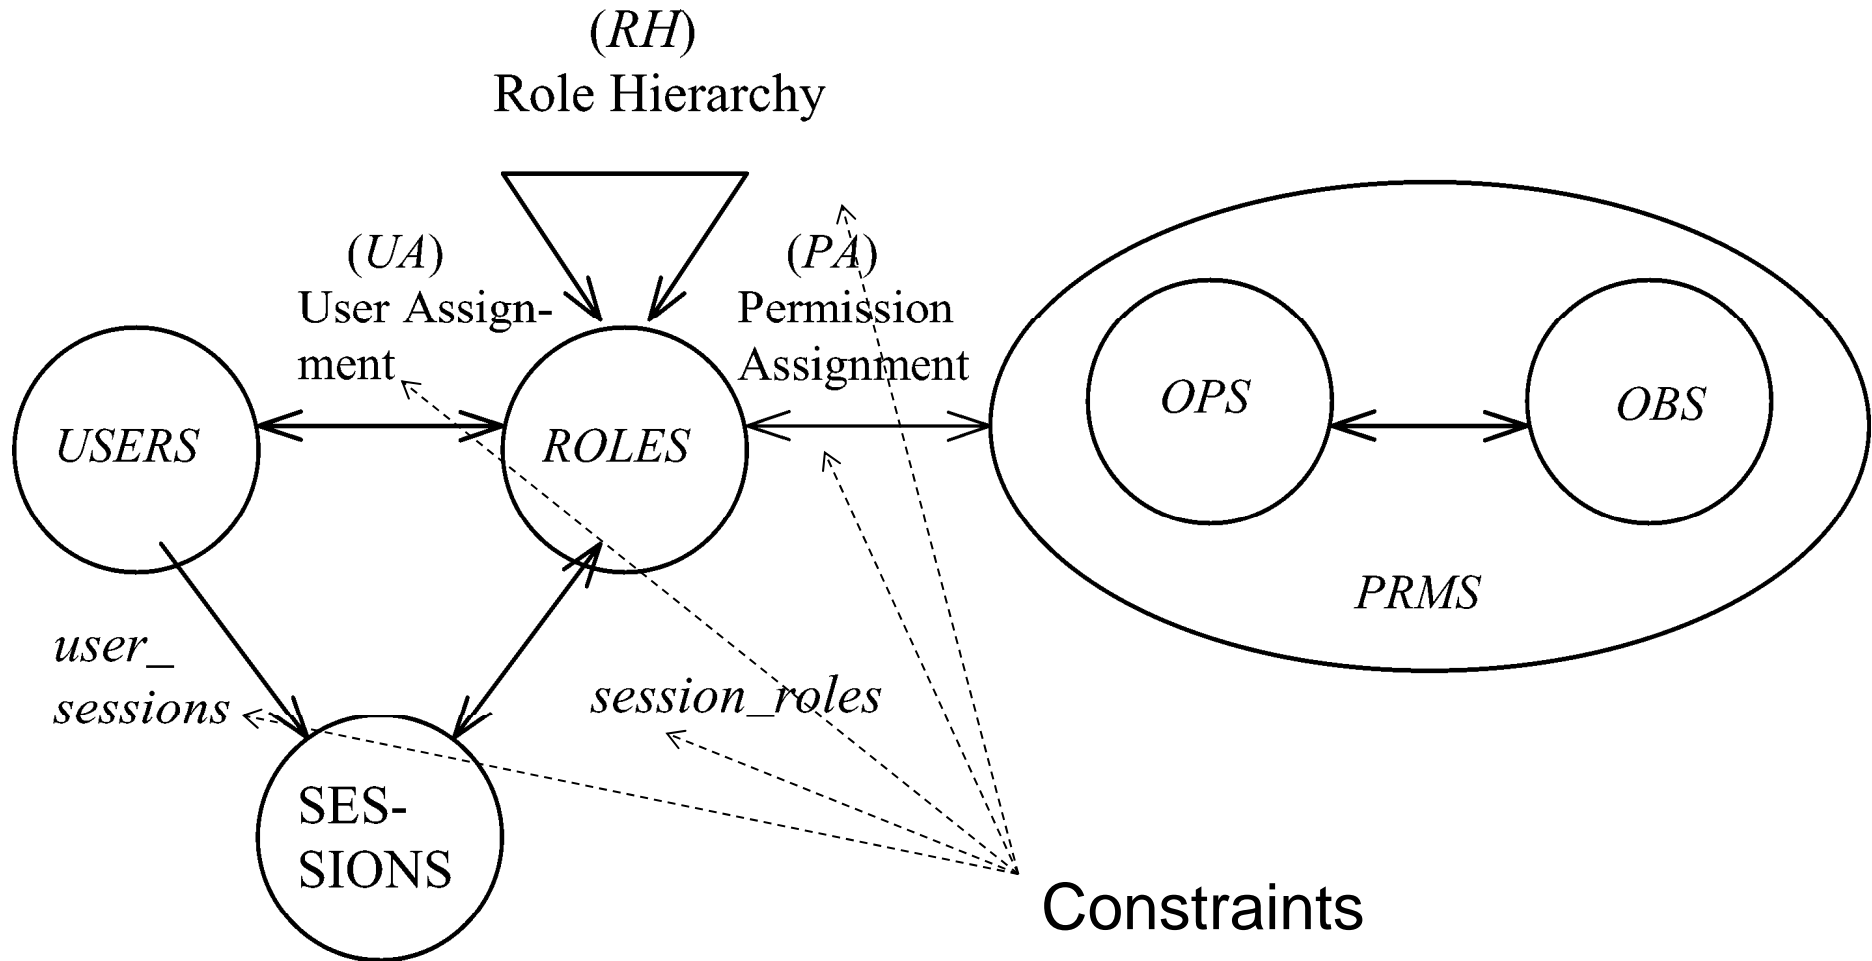 (RH)
Role Hierarchy
(UA)
User Assign-
ment
(PA)
Permission
Assignment
USERS
ROLES
OPS
OBS
PRMS
user_
sessions
session_roles
SES-
SIONS
Constraints